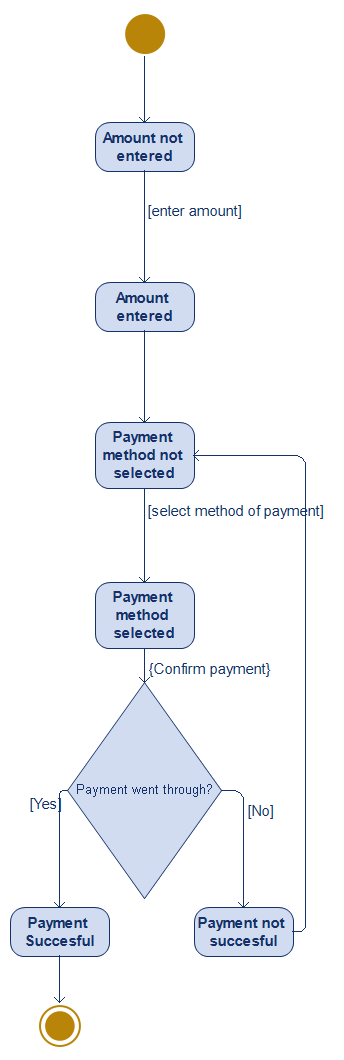 Amount not
entered
[enter amount]
Amount
entered
Payment
method not
selected
[select method of payment]
Payment
method
selected
{Confirm payment}
Payment went through?
[Yes]
[No]
Payment
Succesful
Payment not
succesful